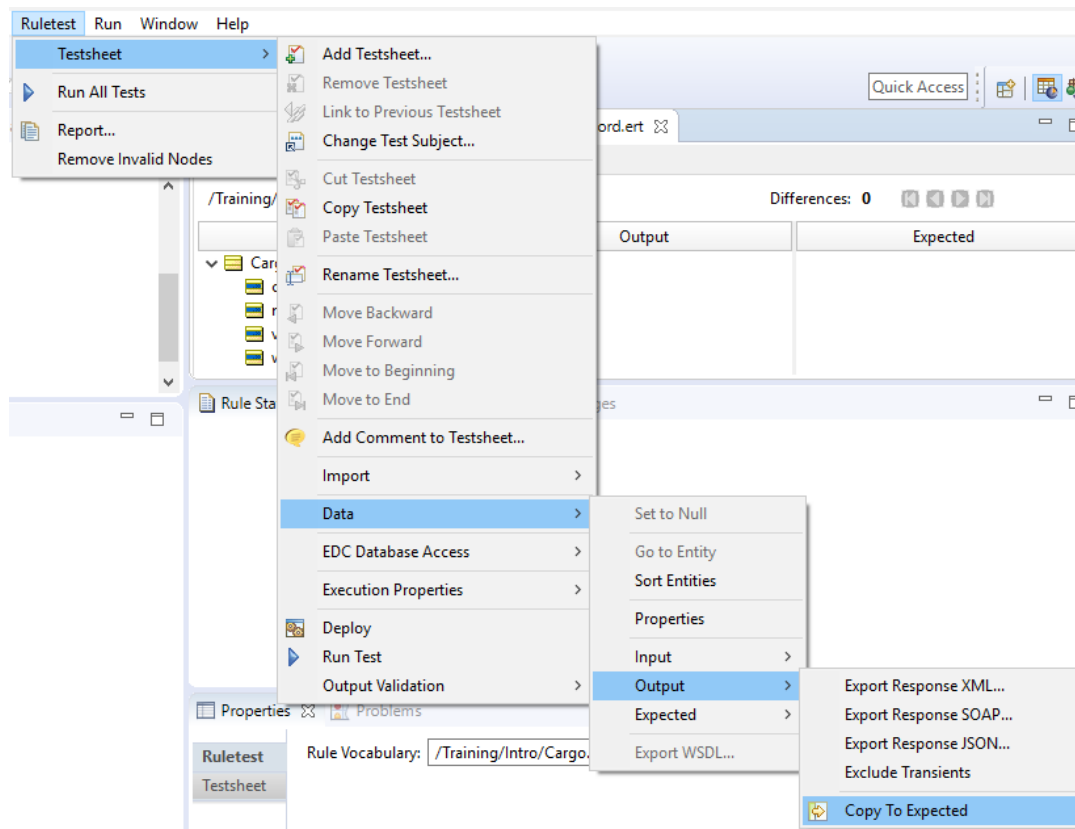 Ruletest Run Window Help
Testsheet
Run All Tests
Report...
Remove Invalid Nodes
Add Testsheet...
Remove Testsheet
Link to Previous Testsheet
Change Test Subject...
Cut Testsheet
Copy Testsheet
Paste Testsheet
Rename Testsheet...
Move Backward
Move Forward
Move to Beginning
Move to End
Add Comment to Testsheet...
Import
Data
EDC Database Access
Execution Properties
Deploy
Run Test
Output Validation
Quick Access
ord.ert
/Training/
Differences: 0
Output Expected
Car
Rule Sta
ges
Set to Null
Go to Entity
Sort Entities
Properties
Input
Output
Expected
Export WSDL...
Export Response XML...
Export Response SOAP...
Export Response JSON...
Exclude Transients
Copy To Expected
Properties Problems
Ruletest
Testsheet
Rule Vocabulary: /Training/Intro/Cargo.